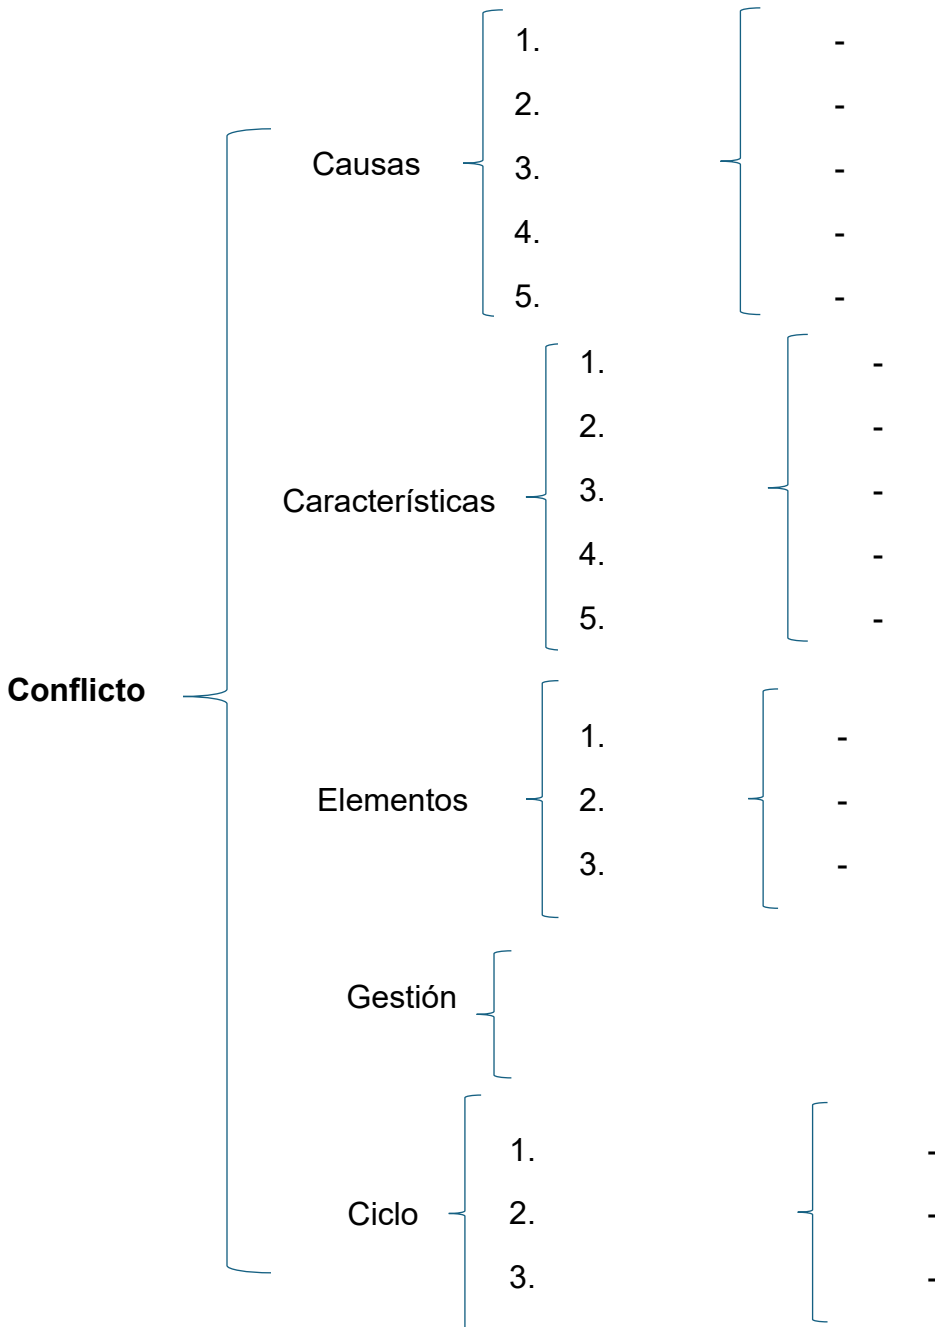 1. -
2. -
Causas 3. -
4. -
5. -
1. -
2. -
Característícas 3. -
4. -
5. -
Conflicto
1. -
Elementos 2. -
3. -
Gestión
1. -
Ciclo 2. -
3. -